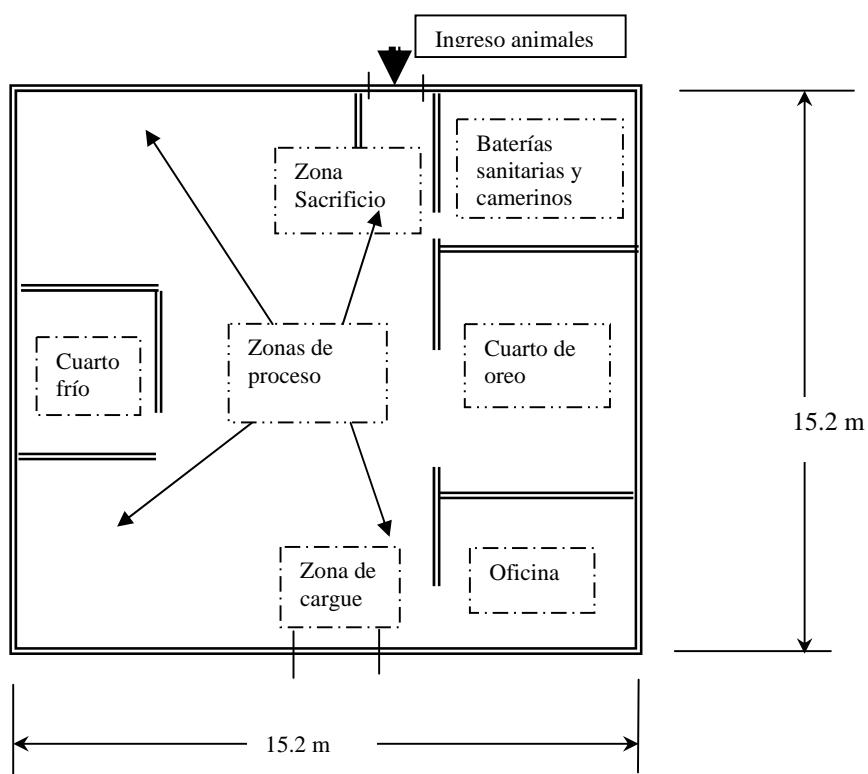 Ingreso animales
Baterías
sanitarias y
camerinos
Zona
Sacrificio
Zonas de
proceso
Cuarto de
oreo
Cuarto
frío
15.2 m
Zona de
cargue
Oficina
15.2 m